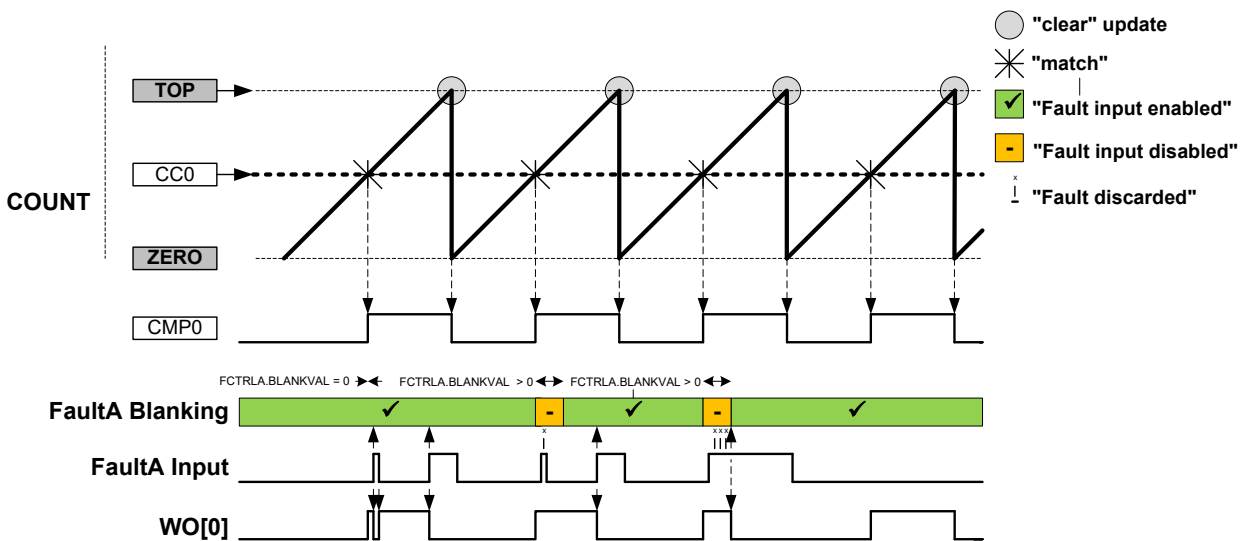 "clear" update
"match"
TOP
✓ "Fault input enabled"
- "Fault input disabled"
CC0
x
"Fault discarded"
COUNT
ZERO
CMP0
FCTRLA.BLANKVAL = 0 FCTRLA.BLANKVAL > 0 FCTRLA.BLANKVAL > 0
FaultA Blanking ✓ - ✓ - ✓
x x x x
FaultA Input
WO[0]